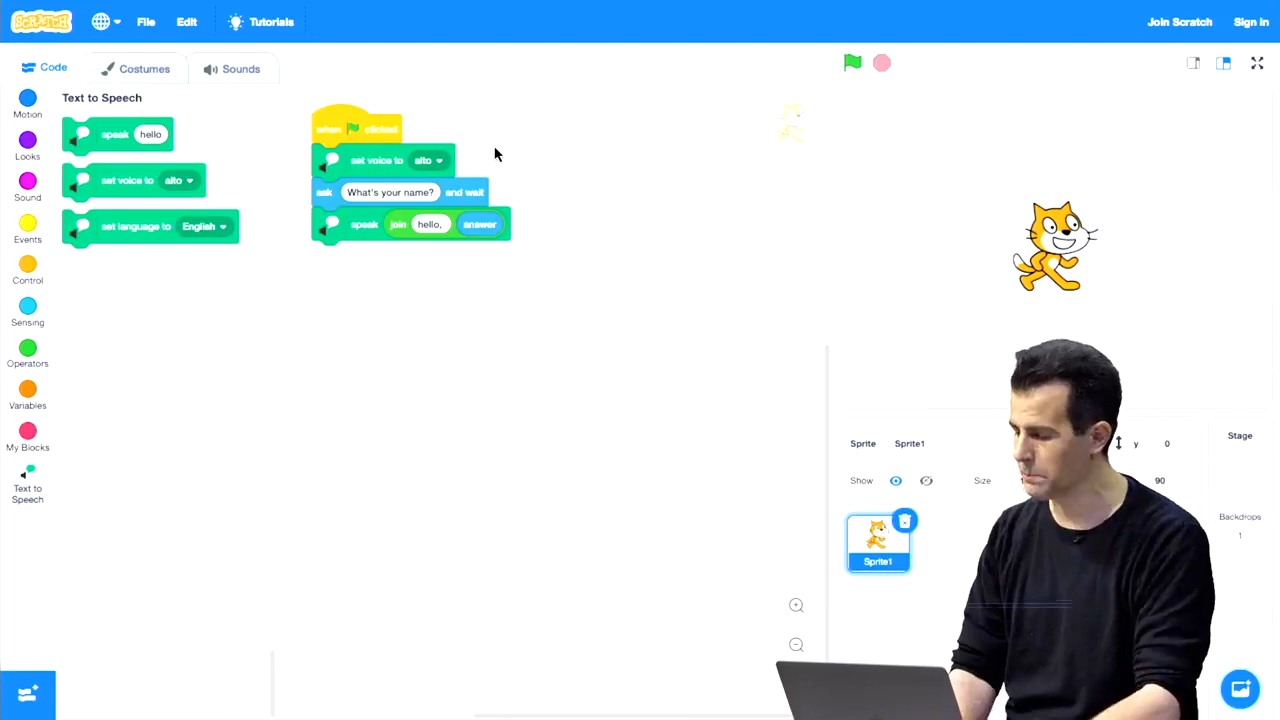 SCRATCH
File
Edit
Tutorials
Join Scratch
Sign in
Code
Costumes
Sounds
Motion
Looks
Sound
Events
Control
Sensing
Operators
Variables
My Blocks
Text to
Speech
Text to Speech
speak hello
set voice to alto
set language to English
when clicked
set voice to alto
ask What's your name? and wait
speak join hello, answer
Sprite Sprite1
y 0
Show
Size
90
Sprite1
Stage
Backdrops
1